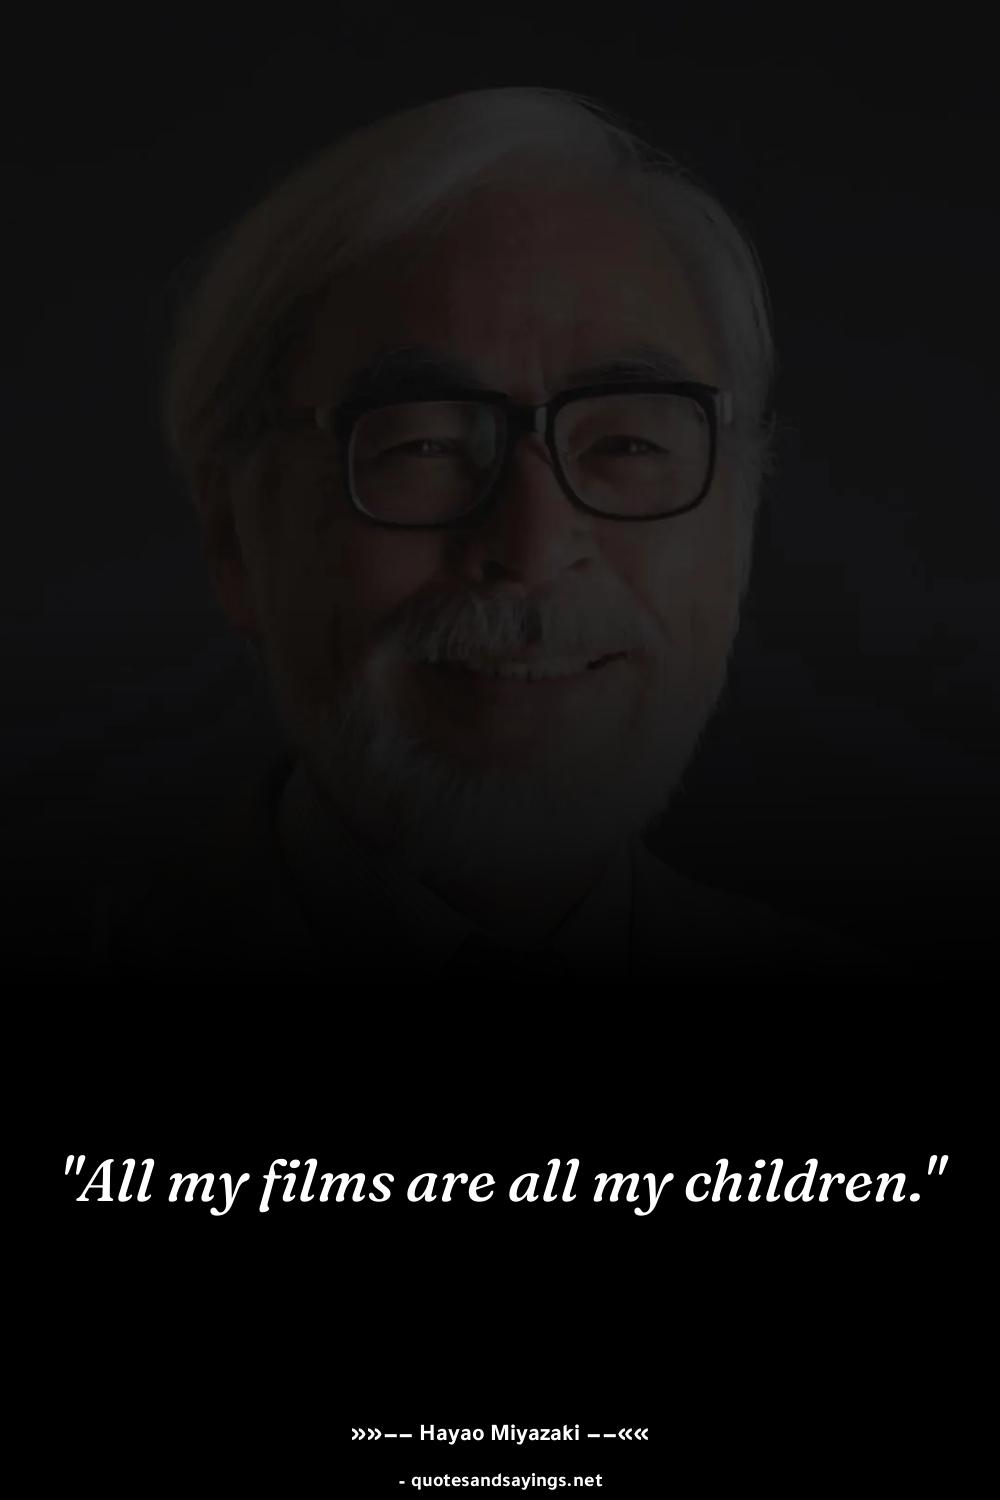 "All my films are all my children."
»»–– Hayao Miyazaki ––««
- quotesandsayings.net